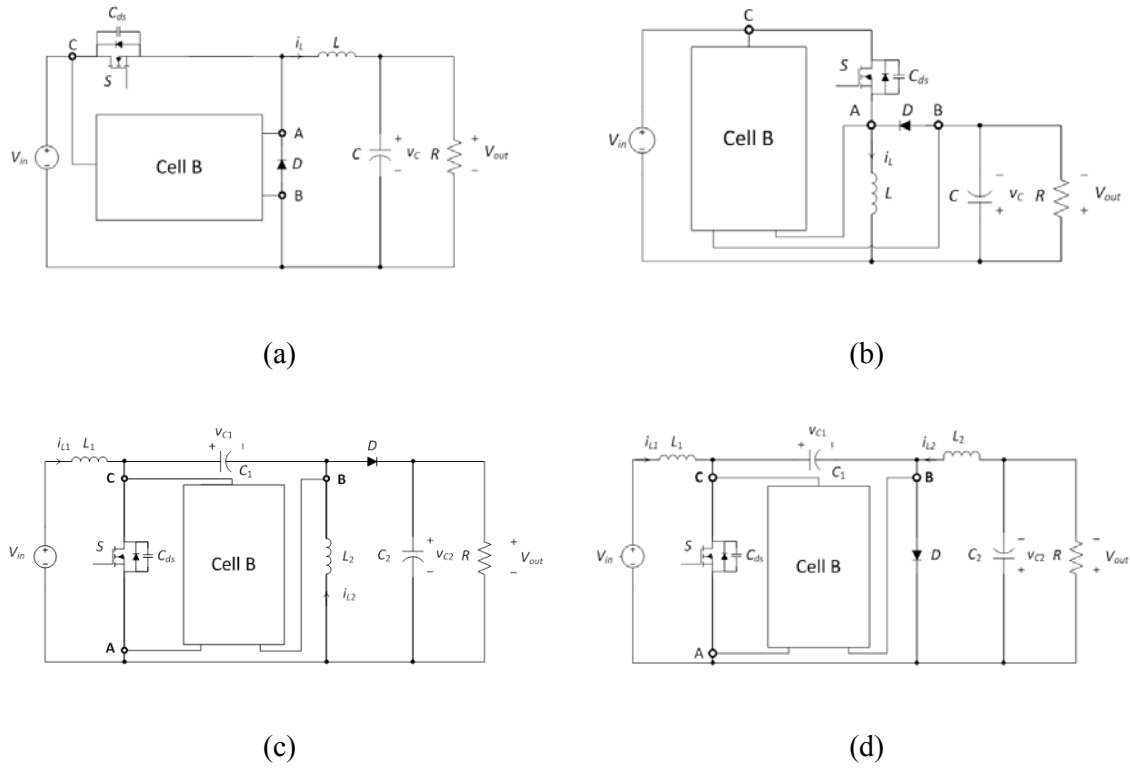 C_ds
C
S
i_L
L
A
D
B
V_in
Cell B
C
+
v_C
−
R
+
V_out
−
(a)
C
S
C_ds
A
D
B
V_in
Cell B
i_L
L
C
−
v_C
+
R
−
V_out
+
(b)
i_L1
L_1
+
v_C1
−
C_1
D
C
B
V_in
S
C_ds
Cell B
L_2
i_L2
C_2
+
v_C2
−
R
+
V_out
−
A
(c)
i_L1
L_1
+
v_C1
−
C_1
i_L2
L_2
C
B
V_in
S
C_ds
Cell B
D
C_2
−
v_C2
+
R
−
V_out
+
A
(d)